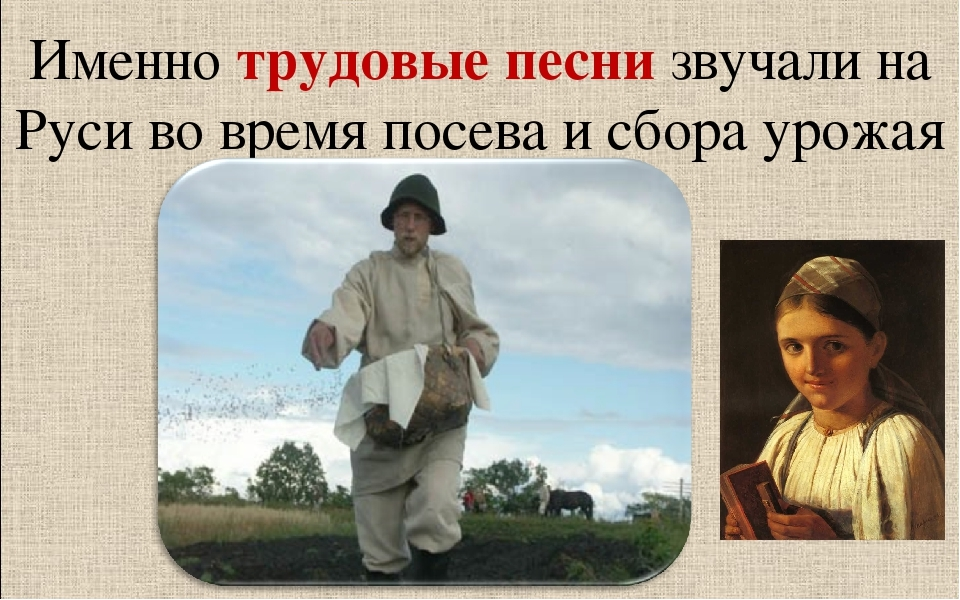 Именно трудовые песни звучали на
Руси во время посева и сбора урожая